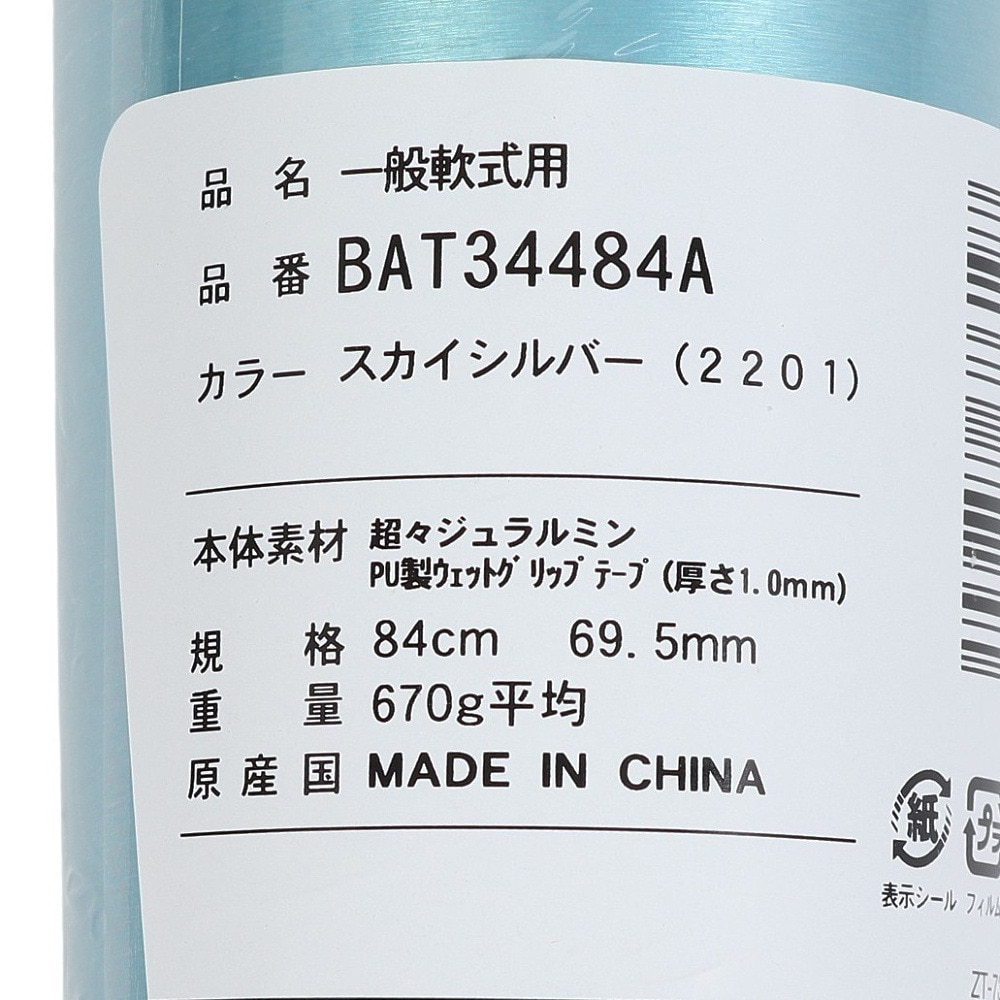 品 名 一般軟式用
品 番 BAT34484A
カラー スカイシルバー (2201)
本体素材 超々ジュラルミン
PU製ウェットグリップテープ (厚さ1.0mm)
規 格 84cm 69.5mm
重 量 670g平均
原産国 MADE IN CHINA
紙
表示シール